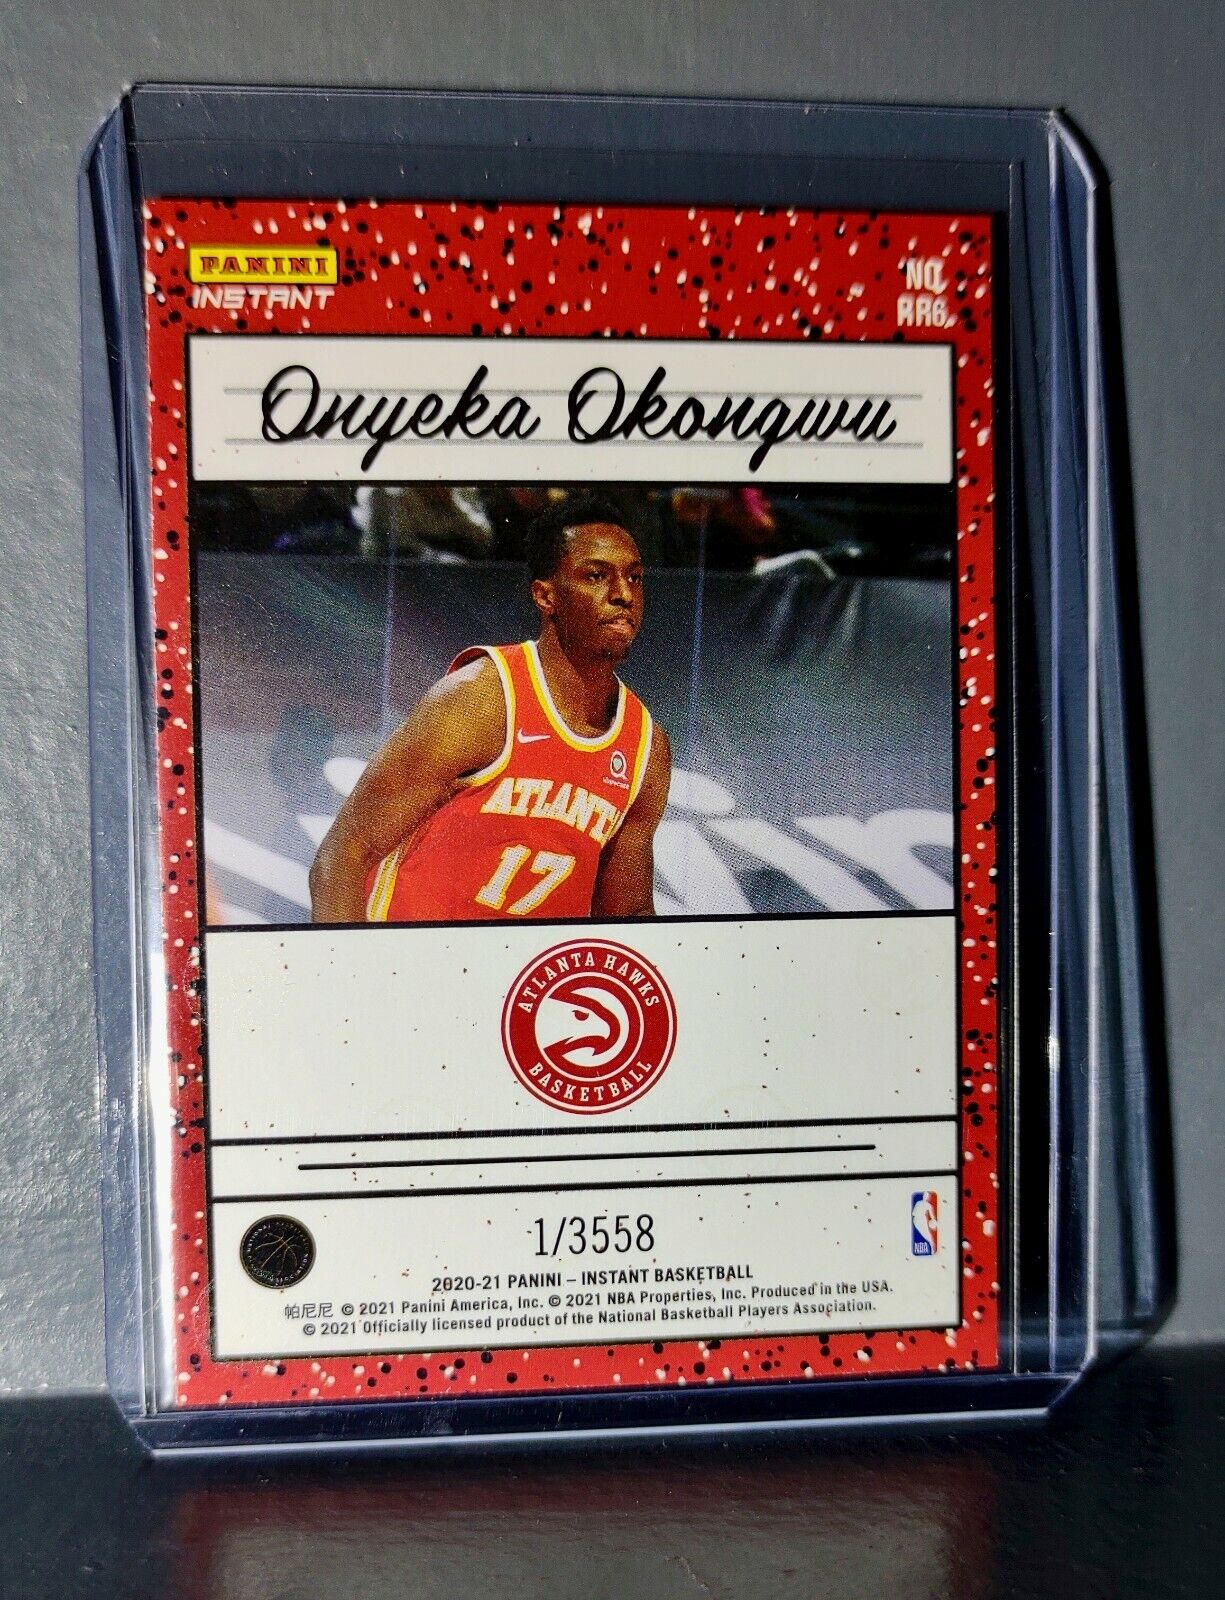 PANINI
INSTANT
NO.
RR6
Onyeka Okongwu
ATLANTA
17
ATLANTA HAWKS
BASKETBALL
1/3558
NBA
2020-21 PANINI – INSTANT BASKETBALL
帕尼尼 © 2021 Panini America, Inc. © 2021 NBA Properties, Inc. Produced in the USA.
© 2021 Officially licensed product of the National Basketball Players Association.